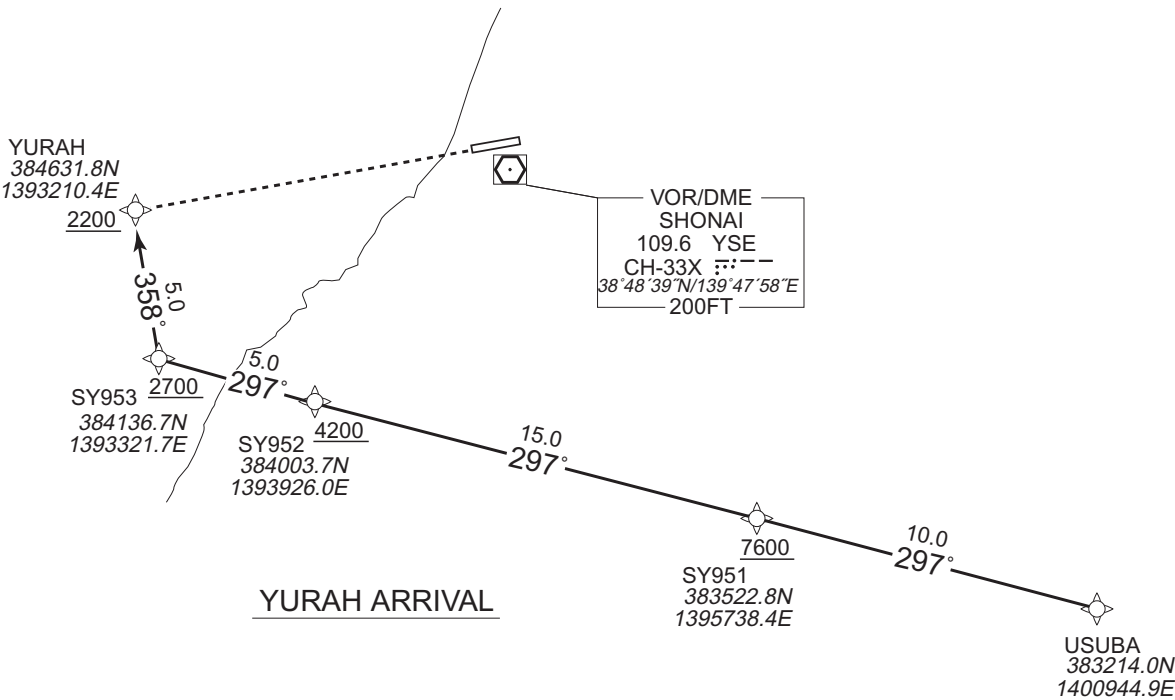 YURAH
384631.8N
1393210.4E
2200
VOR/DME
SHONAI
109.6 YSE
CH-33X
38°48´39˝N/139°47´58˝E
200FT
5.0
358°
5.0
297°
2700
SY953
384136.7N
1393321.7E
4200
SY952
384003.7N
1393926.0E
15.0
297°
7600
SY951
383522.8N
1395738.4E
10.0
297°
YURAH ARRIVAL
USUBA
383214.0N
1400944.9E